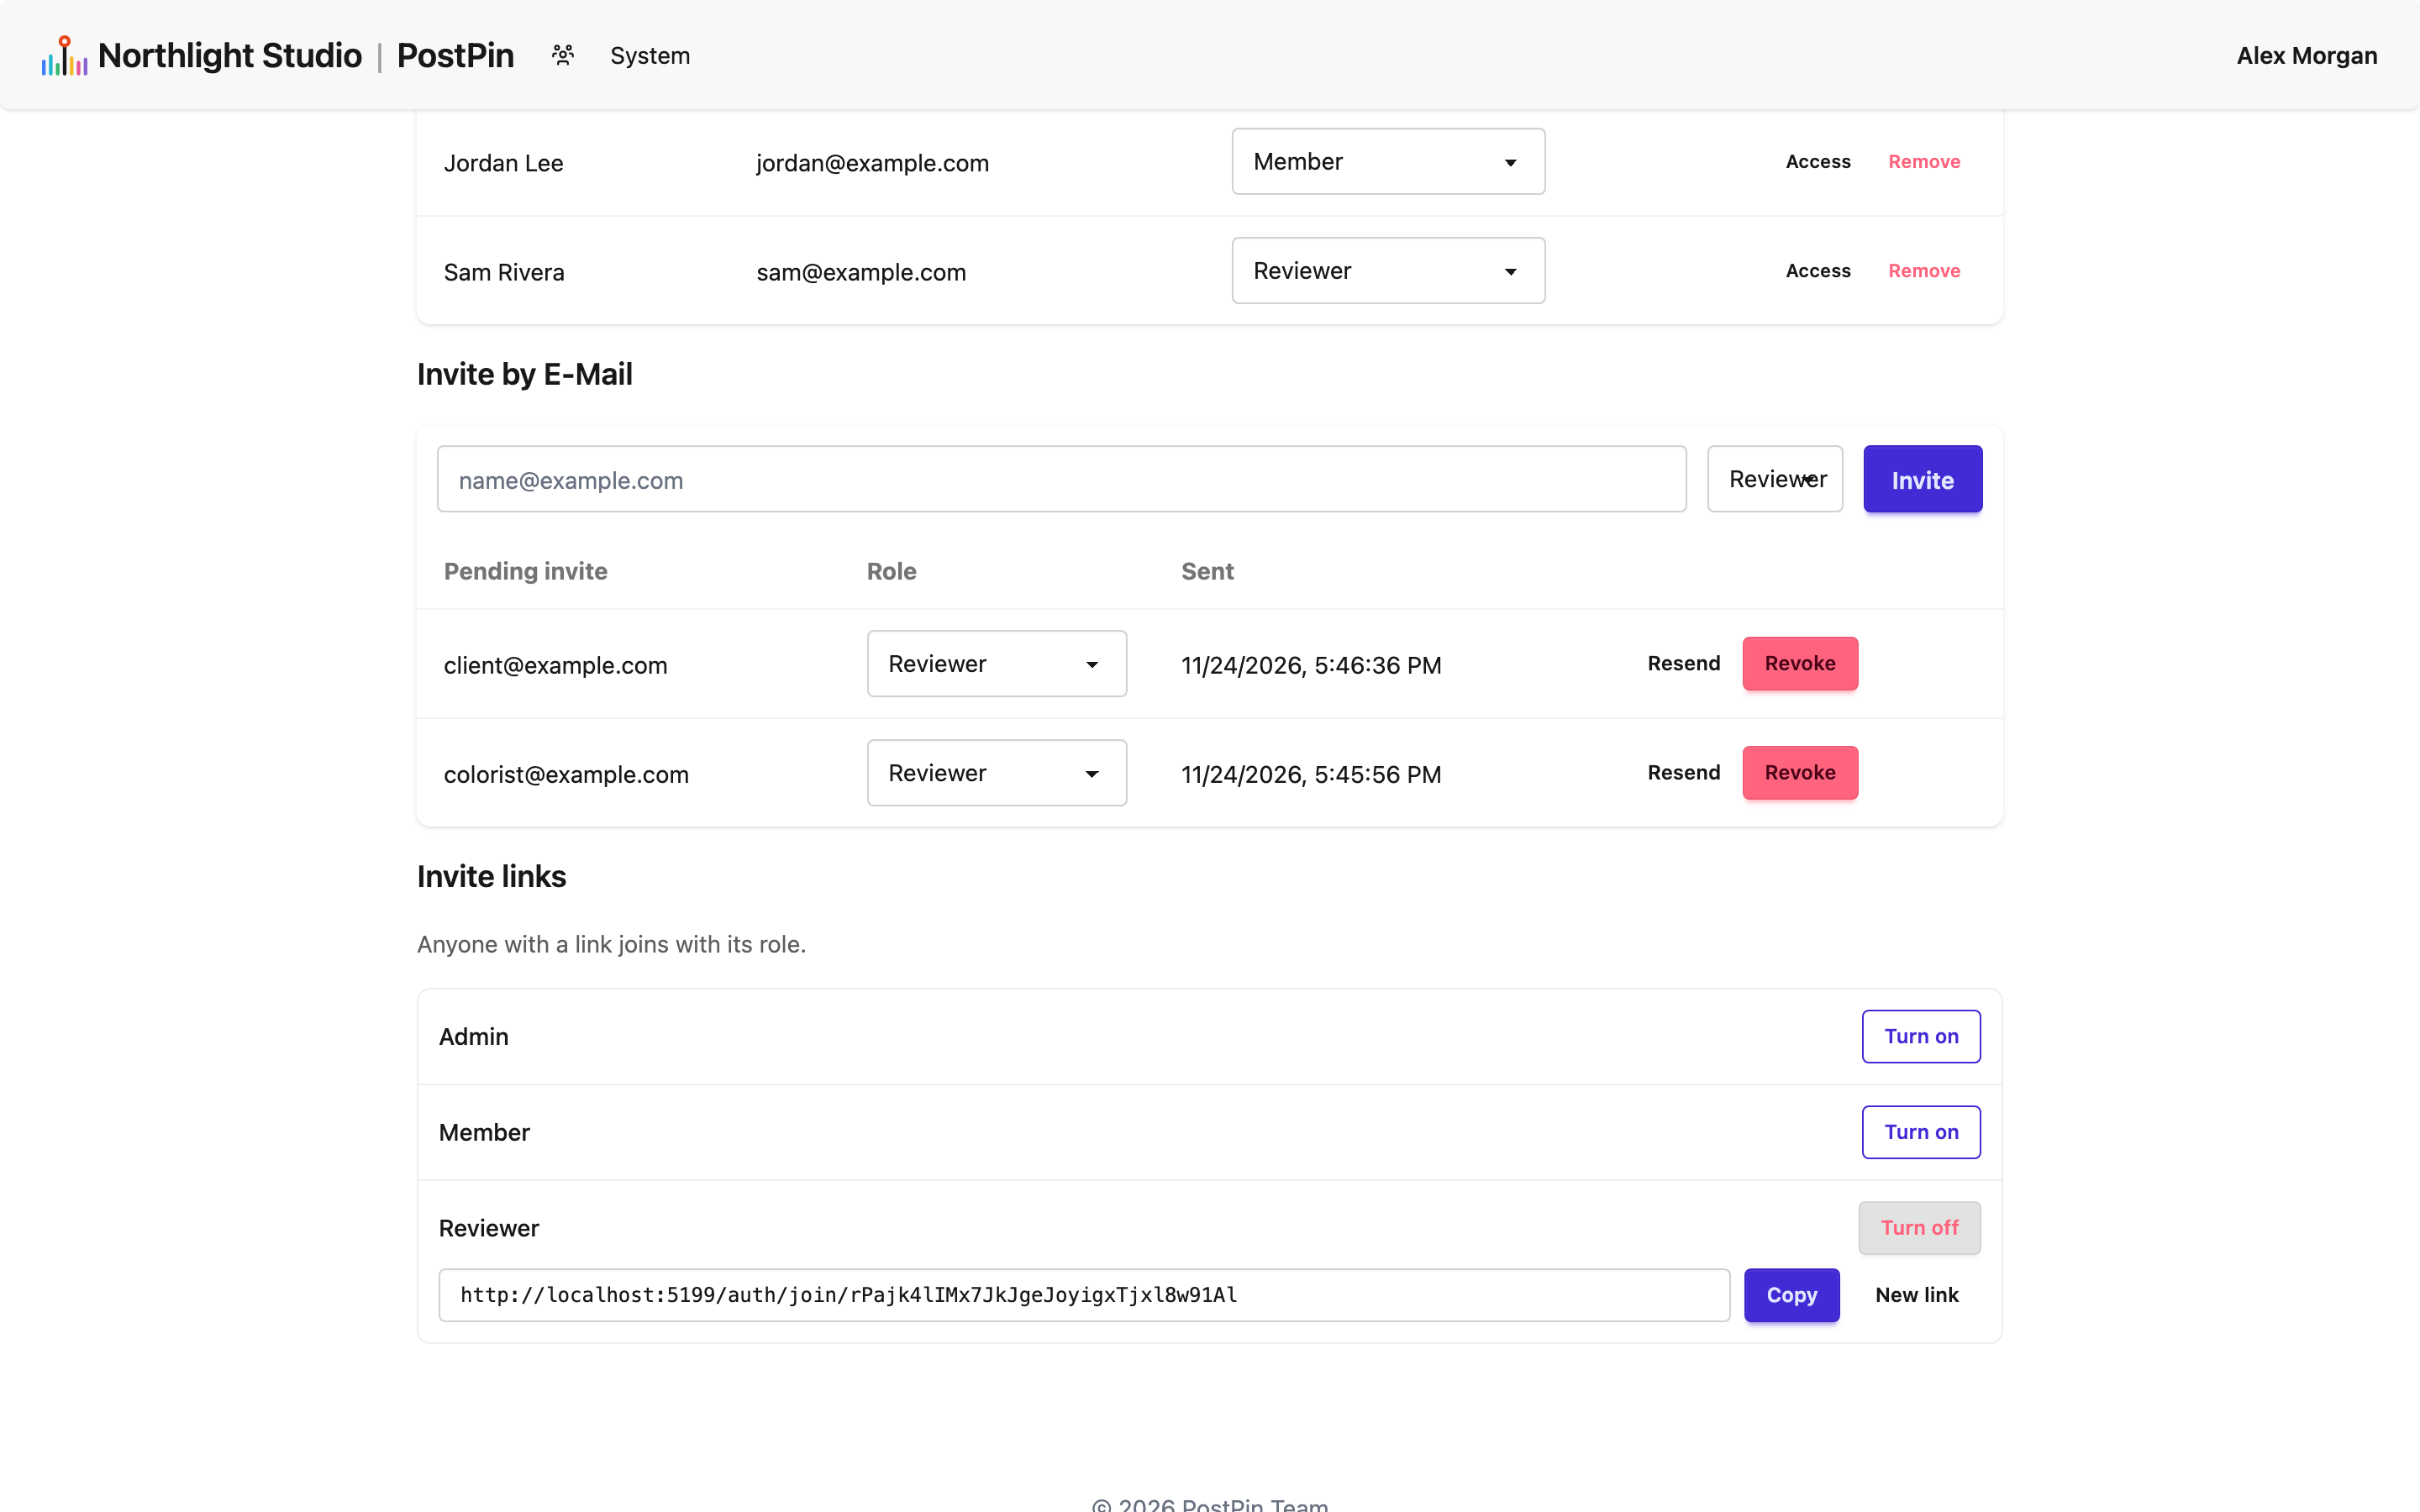 Northlight Studio | PostPin System Alex Morgan
Jordan Lee jordan@example.com Member Access Remove
Sam Rivera sam@example.com Reviewer Access Remove
Invite by E-Mail
name@example.com Reviewer Invite
Pending invite Role Sent
client@example.com Reviewer 11/24/2026, 5:46:36 PM Resend Revoke
colorist@example.com Reviewer 11/24/2026, 5:45:56 PM Resend Revoke
Invite links
Anyone with a link joins with its role.
Admin Turn on
Member Turn on
Reviewer Turn off
http://localhost:5199/auth/join/rPajk4lIMx7JkJgeJoyigxTjxl8w91Al Copy New link
© 2026 PostPin Team